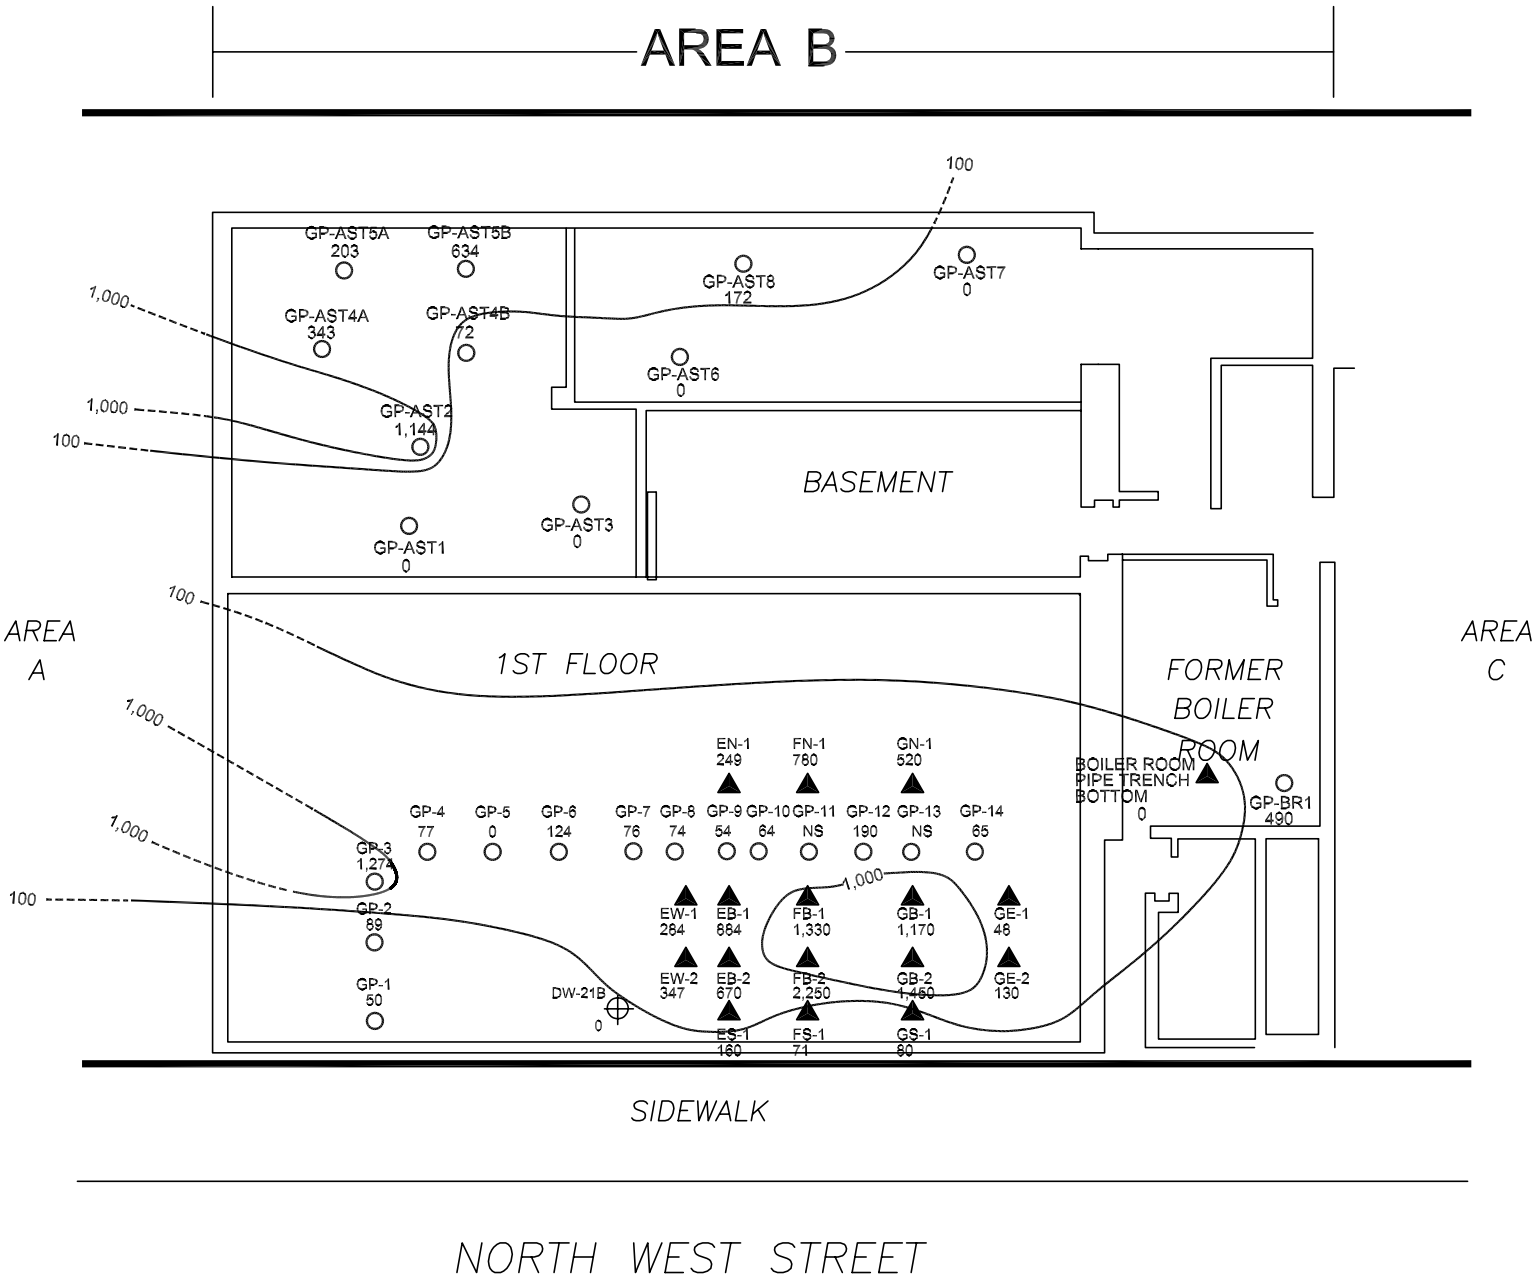 AREA B
100
GP-AST5A
203
GP-AST5B
634
GP-AST8
172
GP-AST7
0
1,000
GP-AST4A
343
GP-AST4B
72
GP-AST6
0
1,000
GP-AST2
1,144
100
BASEMENT
GP-AST3
0
GP-AST1
0
100
AREA
A
1ST FLOOR
FORMER
BOILER
ROOM
AREA
C
1,000
EN-1
249
FN-1
780
GN-1
520
BOILER ROOM
PIPE TRENCH
BOTTOM
0
GP-BR1
490
1,000
GP-4
77
GP-5
0
GP-6
124
GP-7
76
GP-8
74
GP-9
54
GP-10
64
GP-11
NS
GP-12
190
GP-13
NS
GP-14
65
GP-3
1,274
1,000
100
GP-2
89
EW-1
284
EB-1
884
FB-1
1,330
GB-1
1,170
GE-1
48
GP-1
50
DW-21B
0
EW-2
347
EB-2
670
FB-2
2,250
GB-2
1,450
GE-2
130
ES-1
160
FS-1
71
GS-1
80
SIDEWALK
NORTH WEST STREET